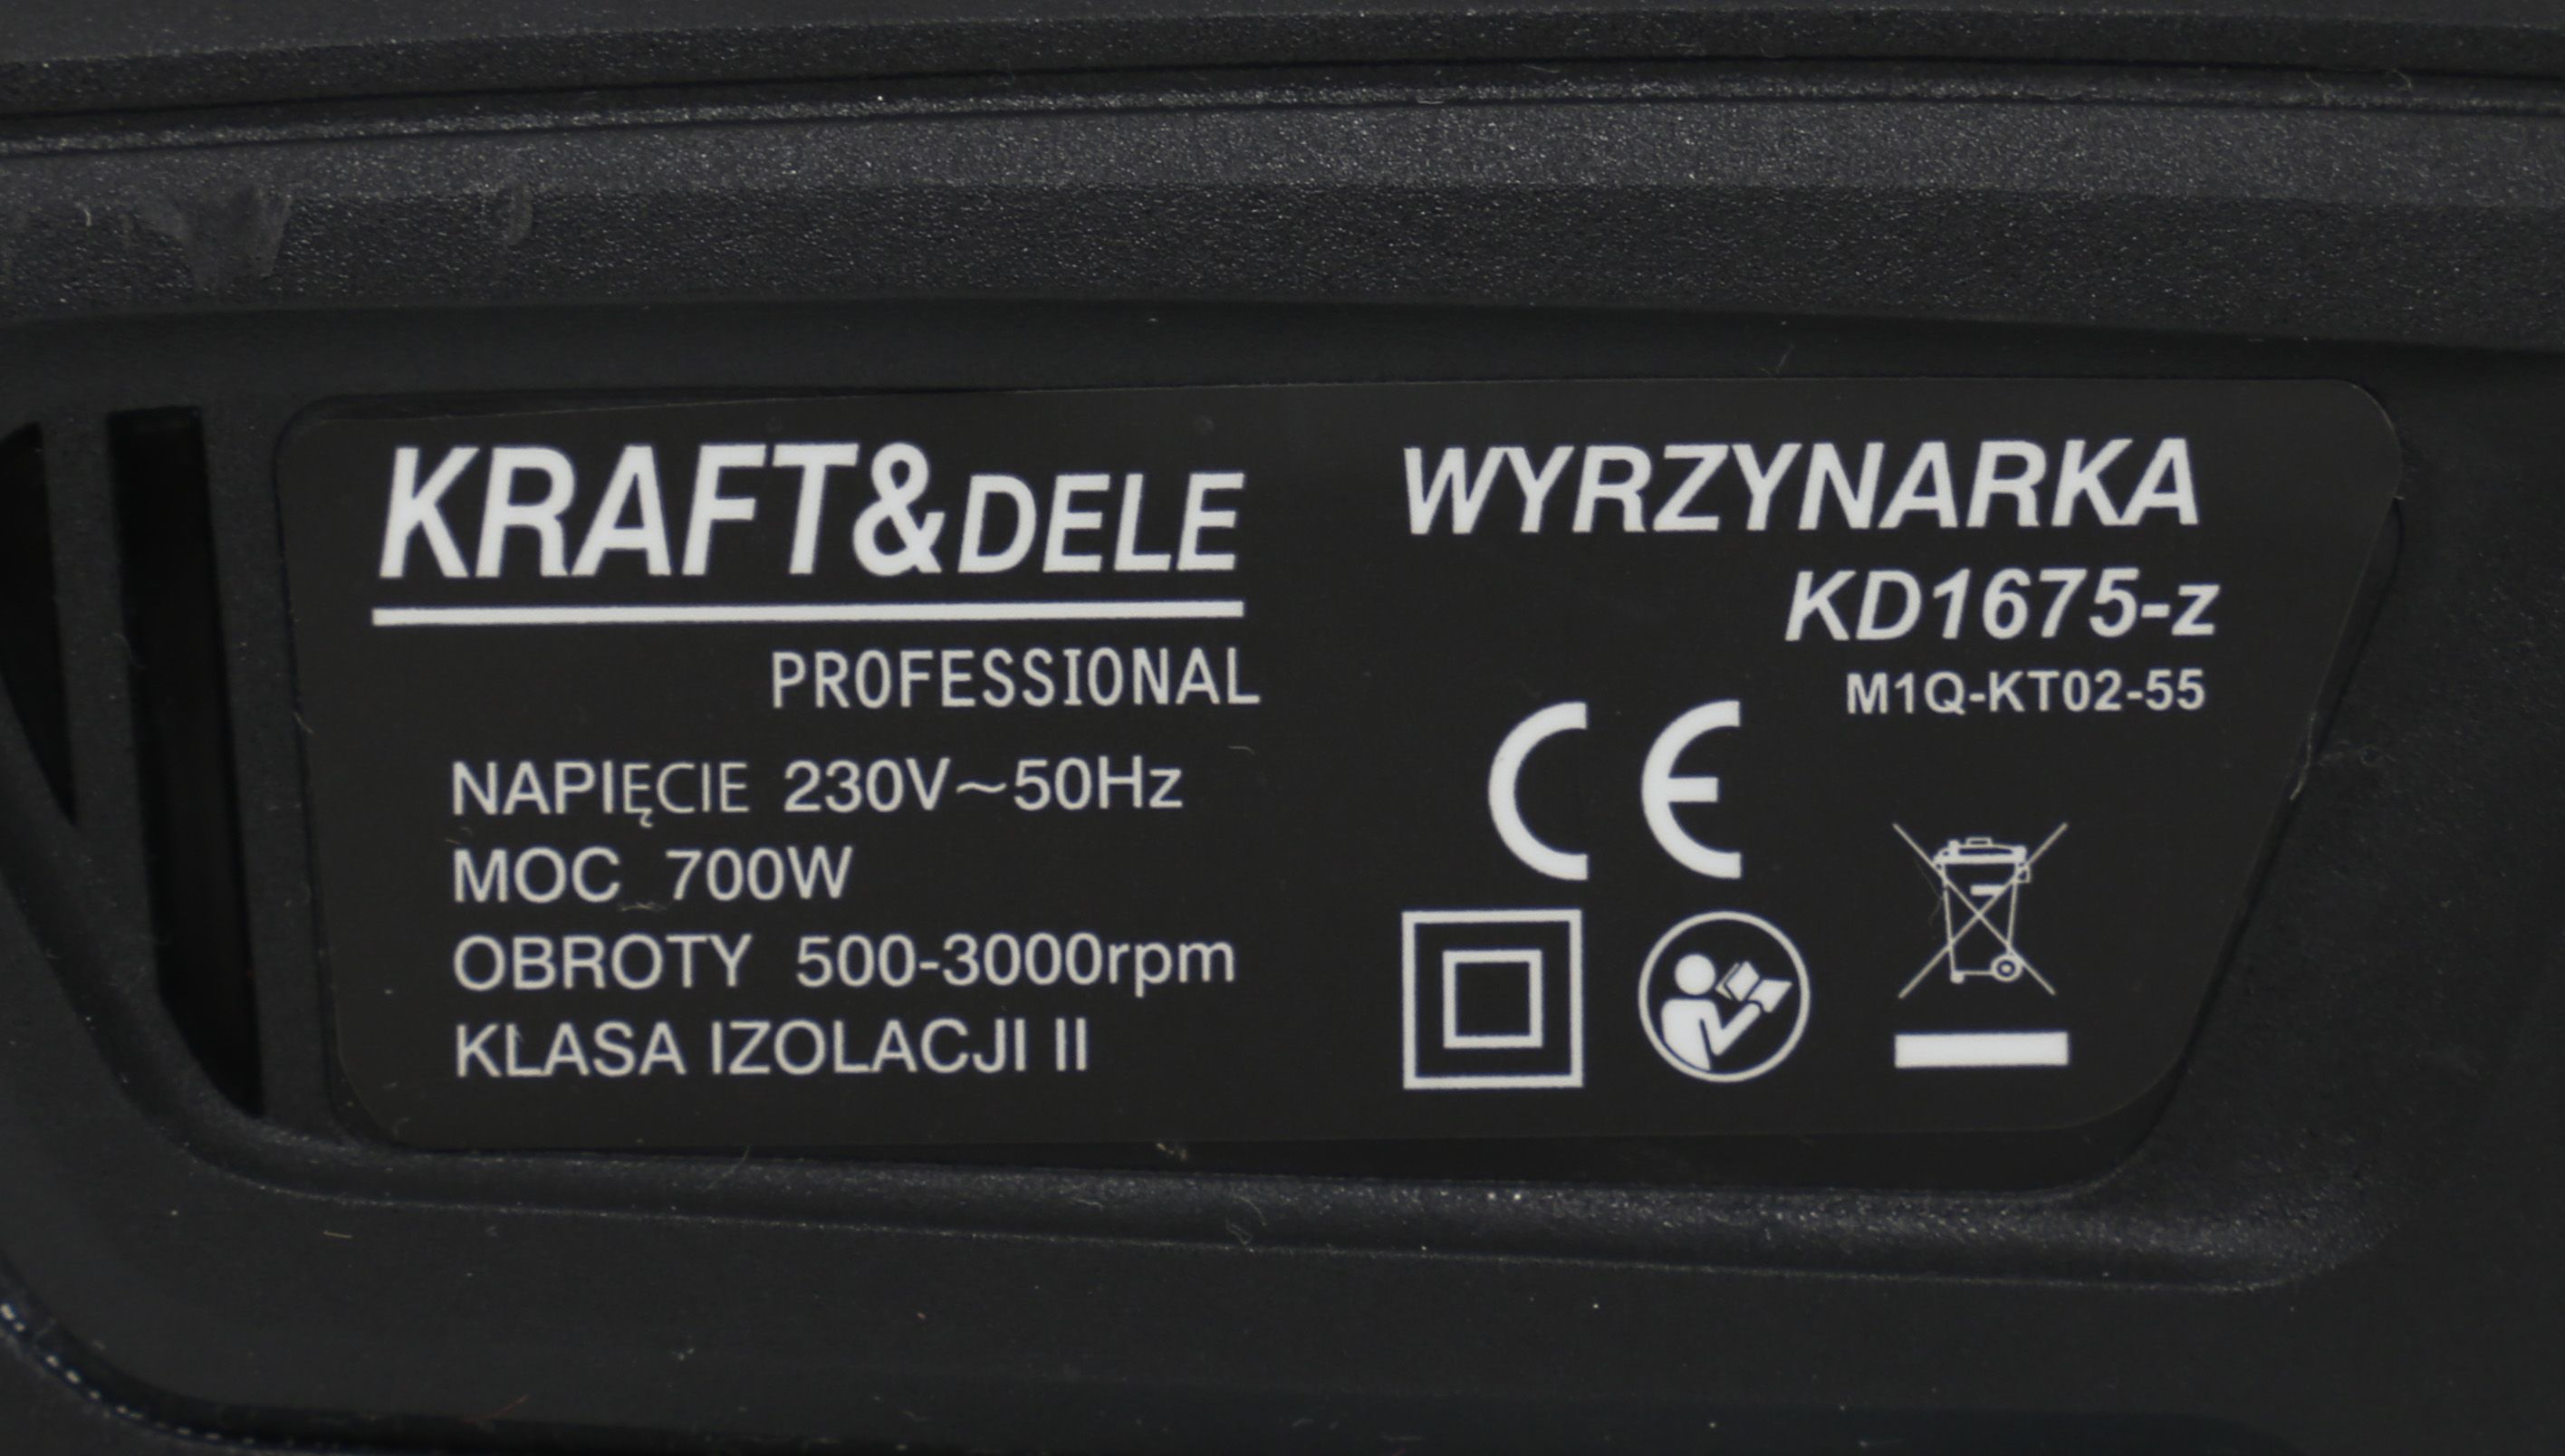 KRAFT&DELE
PROFESSIONAL
NAPIĘCIE 230V~50Hz
MOC 700W
OBROTY 500-3000rpm
KLASA IZOLACJI II
WYRZYNARKA
KD1675-z
M1Q-KT02-55
CE